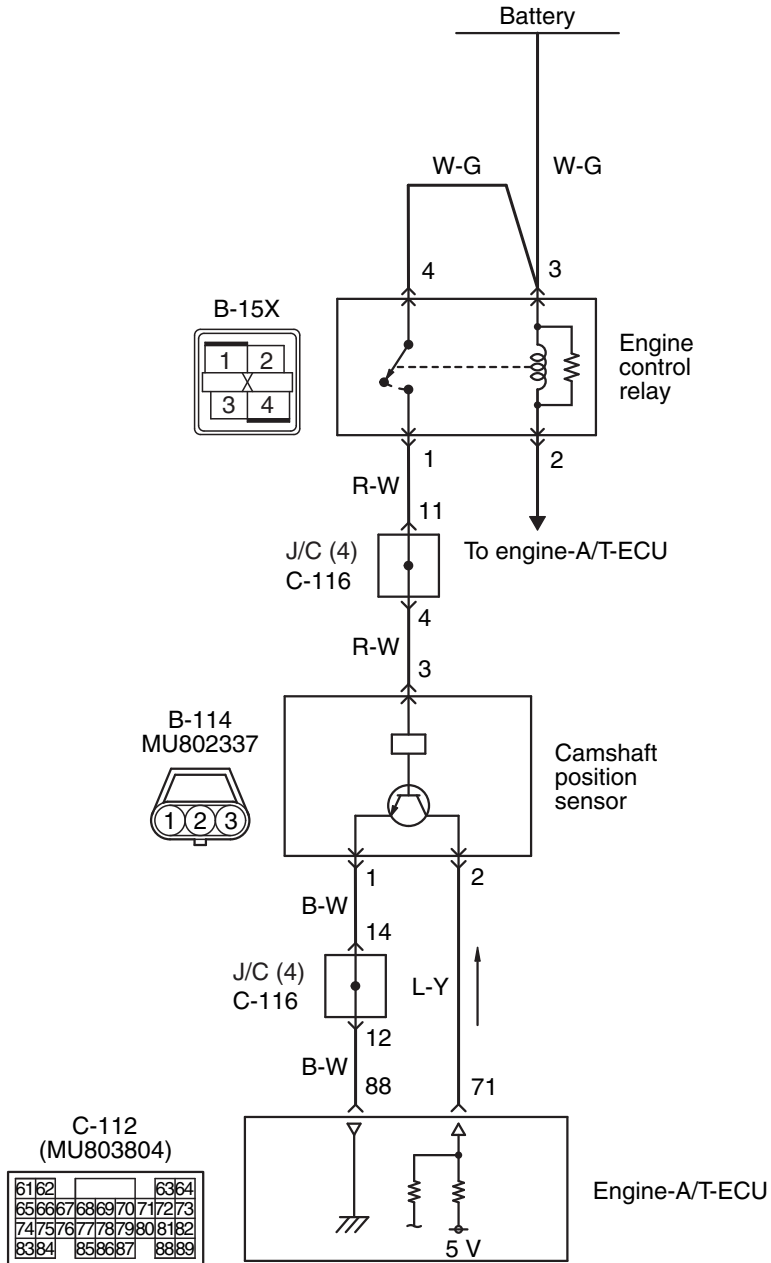 Battery
W-G
W-G
4
3
B-15X
1 2
3 4
Engine
control
relay
1
2
R-W
11
J/C (4)
C-116
To engine-A/T-ECU
4
R-W
3
B-114
MU802337
1 2 3
Camshaft
position
sensor
1
2
B-W
14
J/C (4)
C-116
L-Y
12
B-W
88
71
C-112
(MU803804)
61 62 63 64
65 66 67 68 69 70 71 72 73
74 75 76 77 78 79 80 81 82
83 84 85 86 87 88 89
Engine-A/T-ECU
5 V